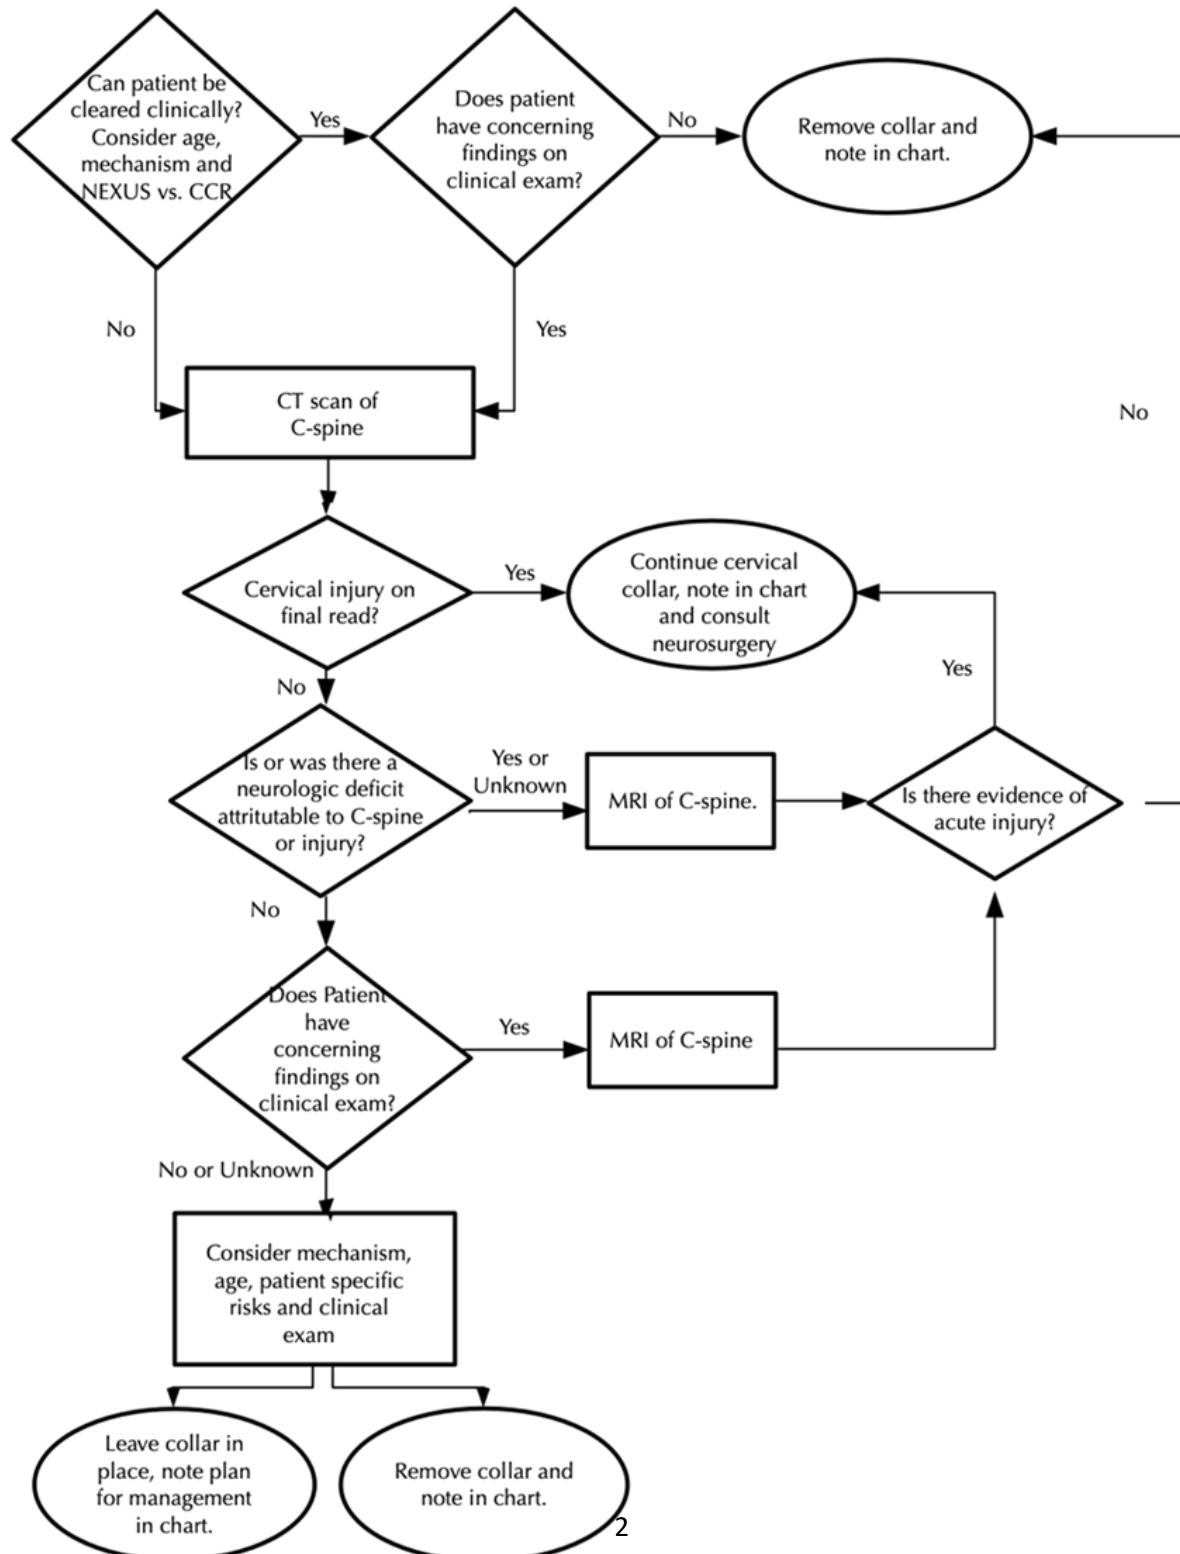 Can patient be
cleared clinically?
Consider age,
mechanism and
NEXUS vs. CCR
Yes
Does patient
have concerning
findings on
clinical exam?
No
Remove collar and
note in chart.
No
Yes
CT scan of
C-spine
No
Cervical injury on
final read?
Yes
Continue cervical
collar, note in chart
and consult
neurosurgery
Yes
No
Is or was there a
neurologic deficit
attritutable to C-spine
or injury?
Yes or
Unknown
MRI of C-spine.
Is there evidence of
acute injury?
No
Does Patient
have
concerning
findings on
clinical exam?
Yes
MRI of C-spine
No or Unknown
Consider mechanism,
age, patient specific
risks and clinical
exam
Leave collar in
place, note plan
for management
in chart.
Remove collar and
note in chart.
2